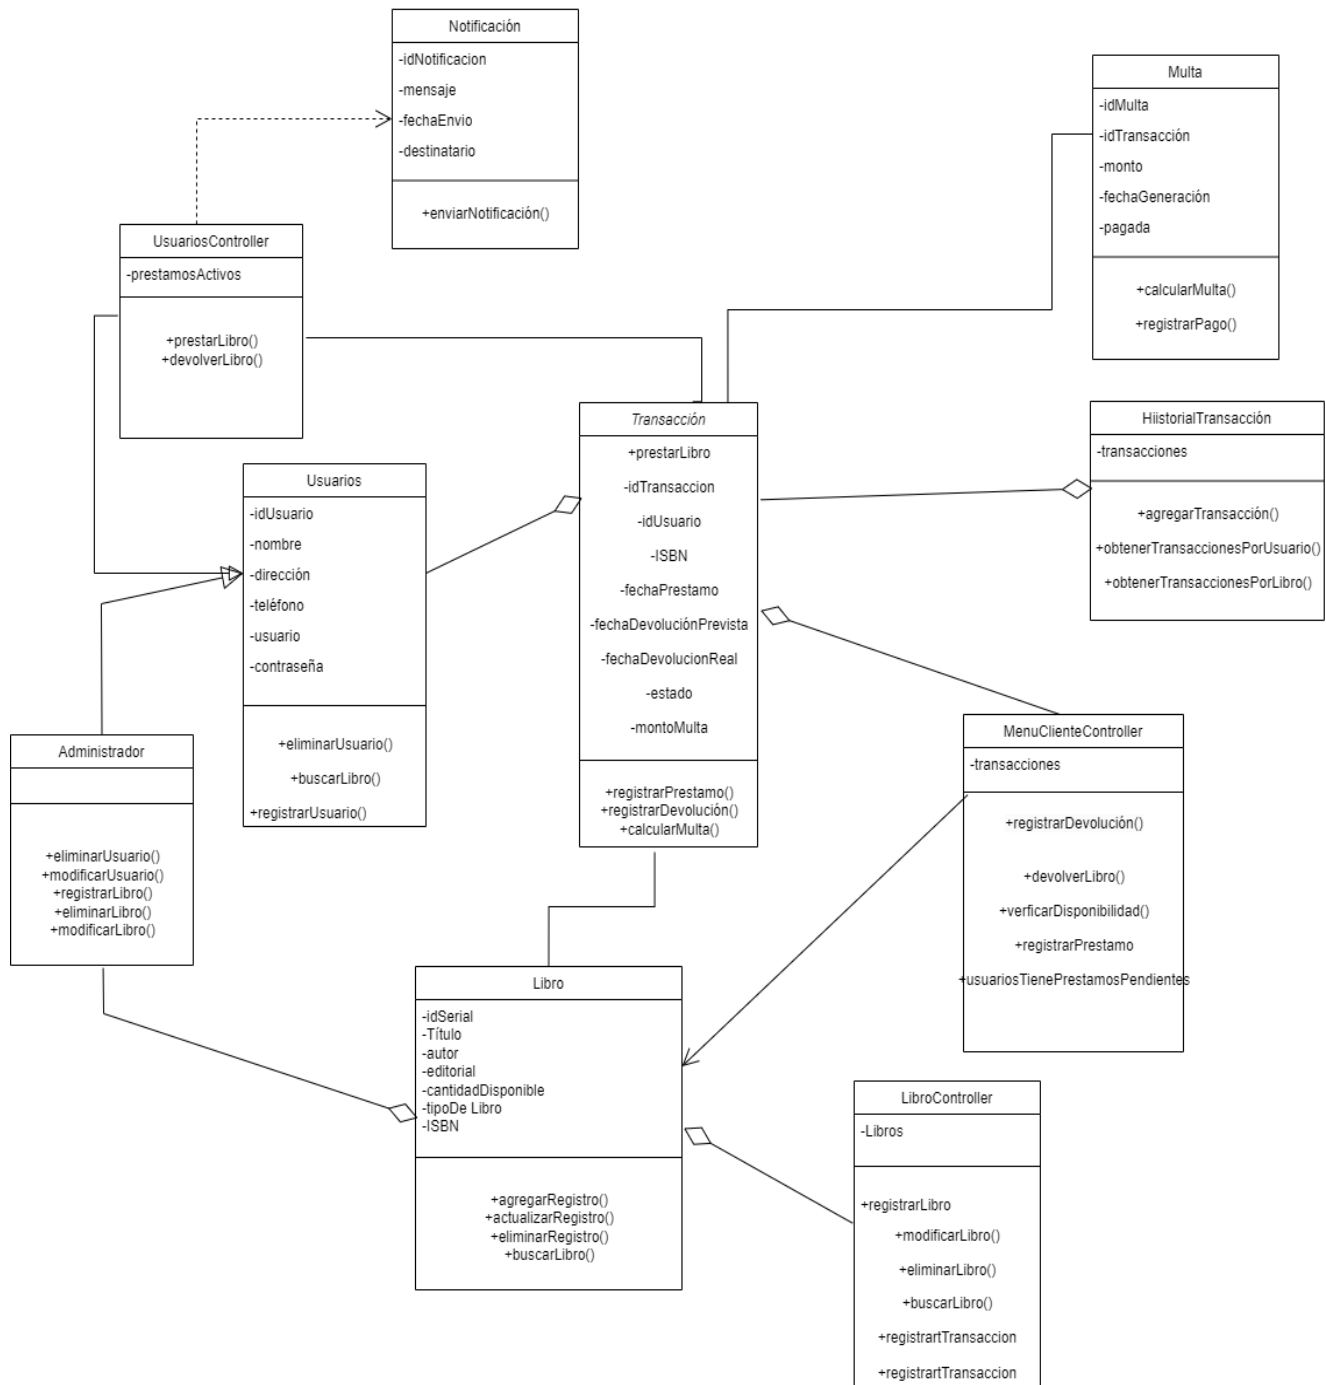 Notificación
-idNotificacion
-mensaje
-fechaEnvio
-destinatario
+enviarNotificación()
Multa
-idMulta
-idTransacción
-monto
-fechaGeneración
-pagada
+calcularMulta()
+registrarPago()
UsuariosController
-prestamosActivos
+prestarLibro()
+devolverLibro()
Transacción
+prestarLibro
-idTransaccion
-idUsuario
-ISBN
-fechaPrestamo
-fechaDevoluciónPrevista
-fechaDevolucionReal
-estado
-montoMulta
+registrarPrestamo()
+registrarDevolución()
+calcularMulta()
HiistorialTransacción
-transacciones
+agregarTransacción()
+obtenerTransaccionesPorUsuario()
+obtenerTransaccionesPorLibro()
Usuarios
-idUsuario
-nombre
-dirección
-teléfono
-usuario
-contraseña
+eliminarUsuario()
+buscarLibro()
+registrarUsuario()
Administrador
+eliminarUsuario()
+modificarUsuario()
+registrarLibro()
+eliminarLibro()
+modificarLibro()
MenuClienteController
-transacciones
+registrarDevolución()
+devolverLibro()
+verficarDisponibilidad()
+registrarPrestamo
+usuariosTienePrestamosPendientes
Libro
-idSerial
-Título
-autor
-editorial
-cantidadDisponible
-tipoDe Libro
-ISBN
+agregarRegistro()
+actualizarRegistro()
+eliminarRegistro()
+buscarLibro()
LibroController
-Libros
+registrarLibro
+modificarLibro()
+eliminarLibro()
+buscarLibro()
+registrartTransaccion
+registrartTransaccion